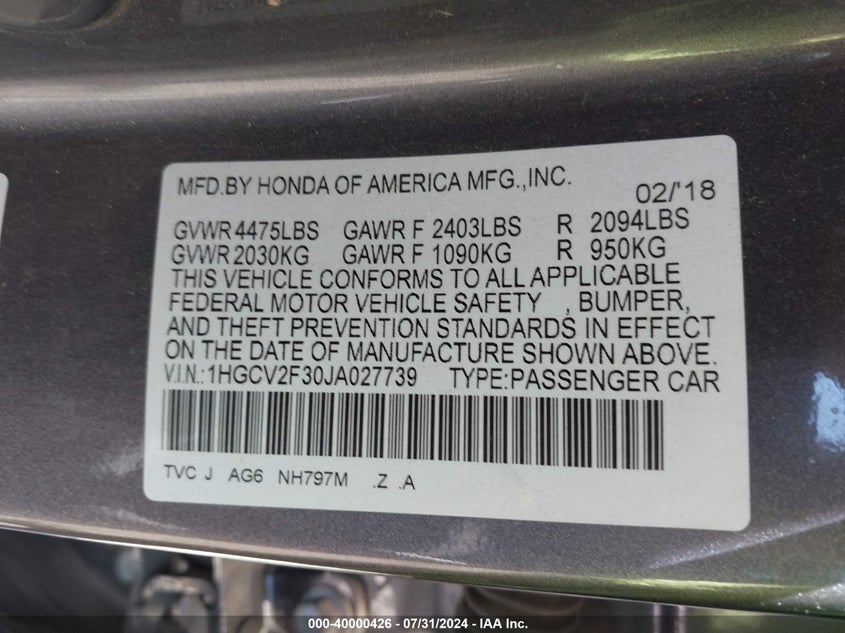 MFD.BY HONDA OF AMERICA MFG.,INC. 02/'18
GVWR 4475LBS GAWR F 2403LBS R 2094LBS
GVWR 2030KG GAWR F 1090KG R 950KG
THIS VEHICLE CONFORMS TO ALL APPLICABLE
FEDERAL MOTOR VEHICLE SAFETY , BUMPER,
AND THEFT PREVENTION STANDARDS IN EFFECT
ON THE DATE OF MANUFACTURE SHOWN ABOVE.
V.I.N.:1HGCV2F30JA027739 TYPE:PASSENGER CAR
TVC J AG6 NH797M .Z .A
000-40000426 - 07/31/2024 - IAA Inc.